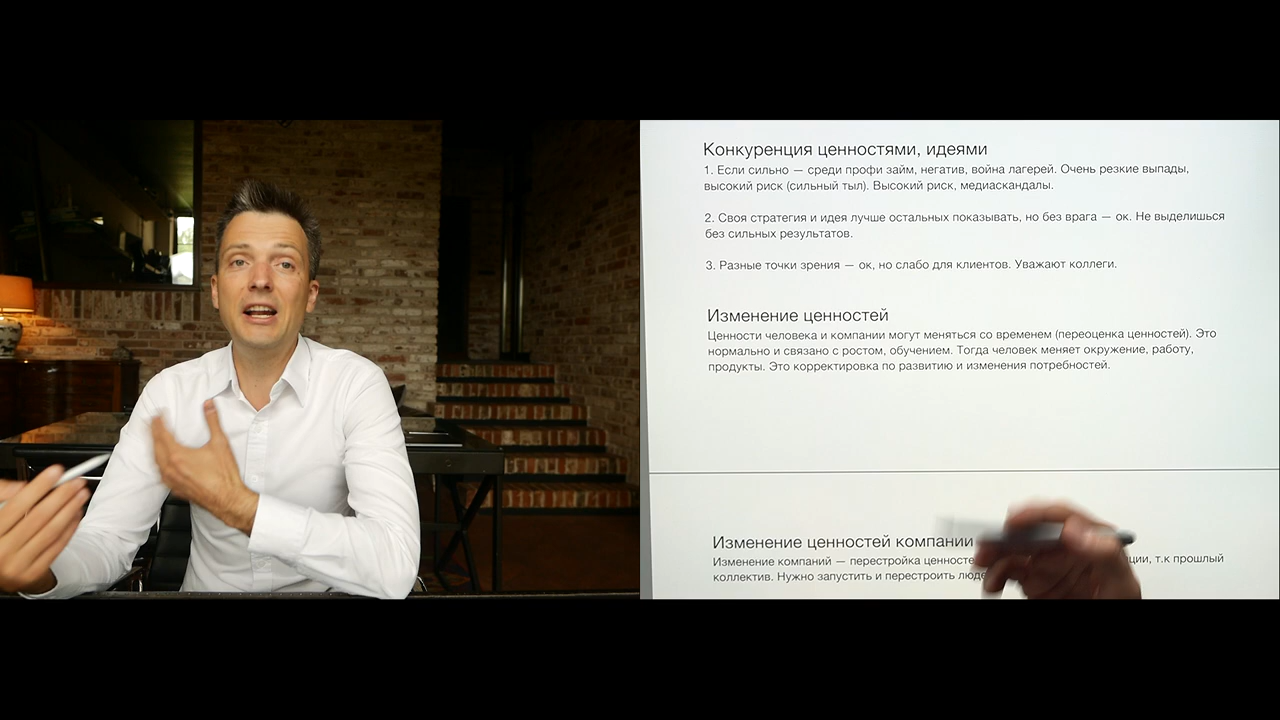 Конкуренция ценностями, идеями
1. Если сильно — среди профи займ, негатив, война лагерей. Очень резкие выпады,
высокий риск (сильный тыл). Высокий риск, медиаскандалы.
2. Своя стратегия и идея лучше остальных показывать, но без врага — ок. Не выделишься
без сильных результатов.
3. Разные точки зрения — ок, но слабо для клиентов. Уважают коллеги.
Изменение ценностей
Ценности человека и компании могут меняться со временем (переоценка ценностей). Это
нормально и связано с ростом, обучением. Тогда человек меняет окружение, работу,
продукты. Это корректировка по развитию и изменения потребностей.
Изменение ценностей компании
Изменение компаний — перестройка т.к прошлый
коллектив. Нужно запустить и перестроить